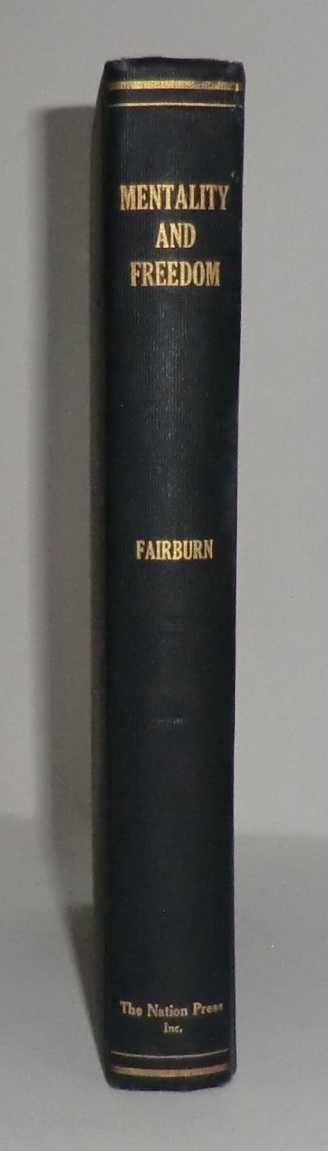 MENTALITY
AND
FREEDOM
FAIRBURN
The Nation Press
Inc.